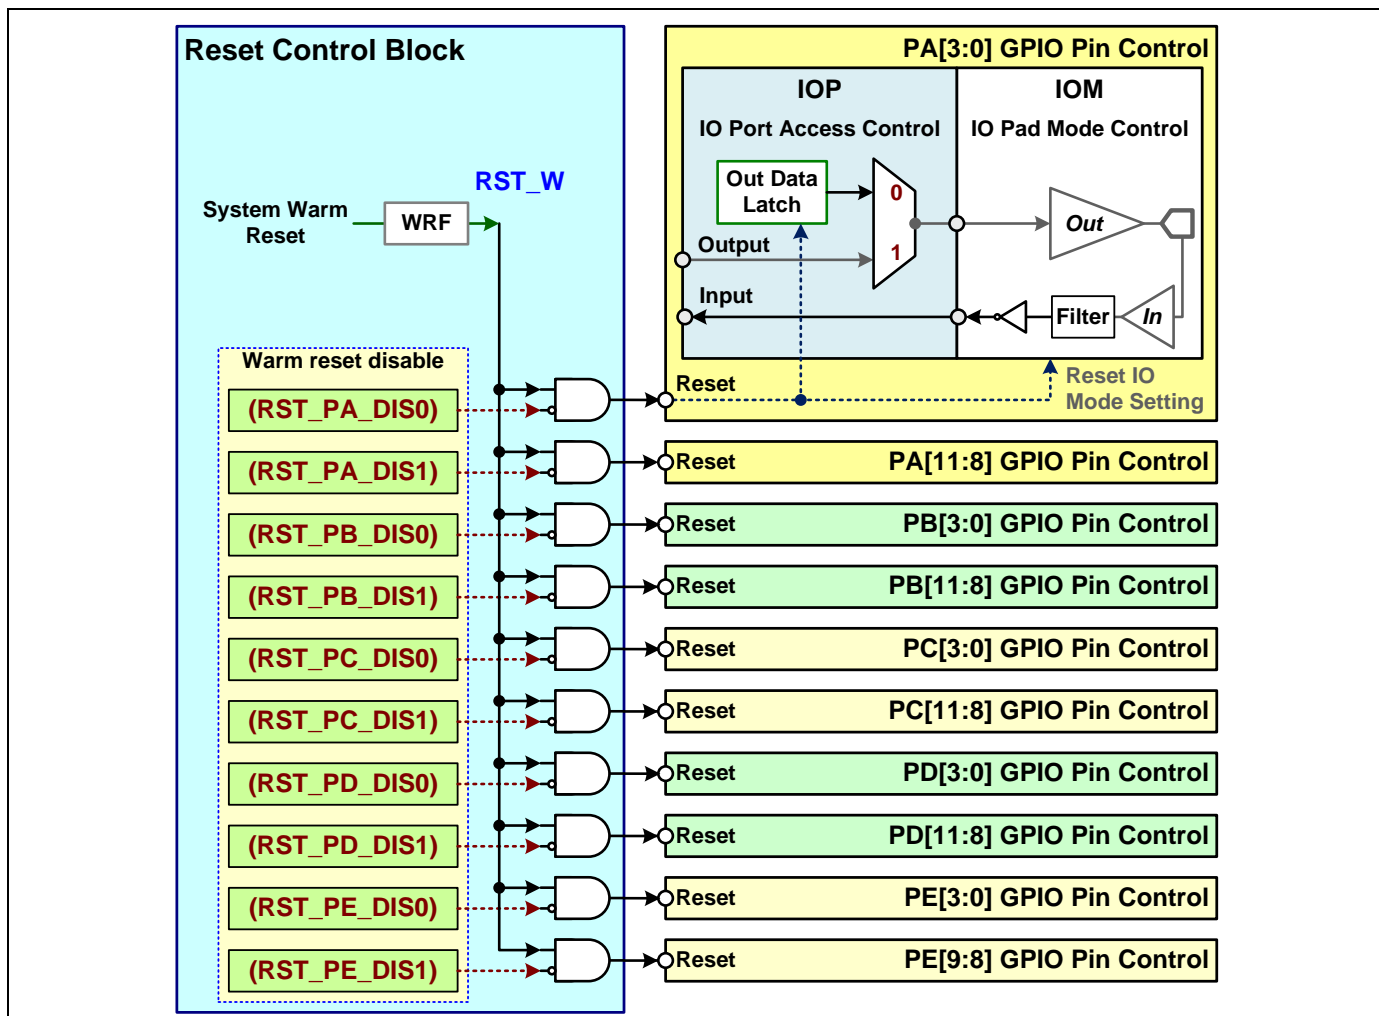 Reset Control Block
RST_W
System Warm
Reset
WRF
Warm reset disable
(RST_PA_DIS0)
(RST_PA_DIS1)
(RST_PB_DIS0)
(RST_PB_DIS1)
(RST_PC_DIS0)
(RST_PC_DIS1)
(RST_PD_DIS0)
(RST_PD_DIS1)
(RST_PE_DIS0)
(RST_PE_DIS1)
PA[3:0] GPIO Pin Control
IOP
IO Port Access Control
IOM
IO Pad Mode Control
Out Data
Latch
0
1
Output
Input
Out
Filter
In
Reset
Reset IO
Mode Setting
Reset PA[11:8] GPIO Pin Control
Reset PB[3:0] GPIO Pin Control
Reset PB[11:8] GPIO Pin Control
Reset PC[3:0] GPIO Pin Control
Reset PC[11:8] GPIO Pin Control
Reset PD[3:0] GPIO Pin Control
Reset PD[11:8] GPIO Pin Control
Reset PE[3:0] GPIO Pin Control
Reset PE[9:8] GPIO Pin Control